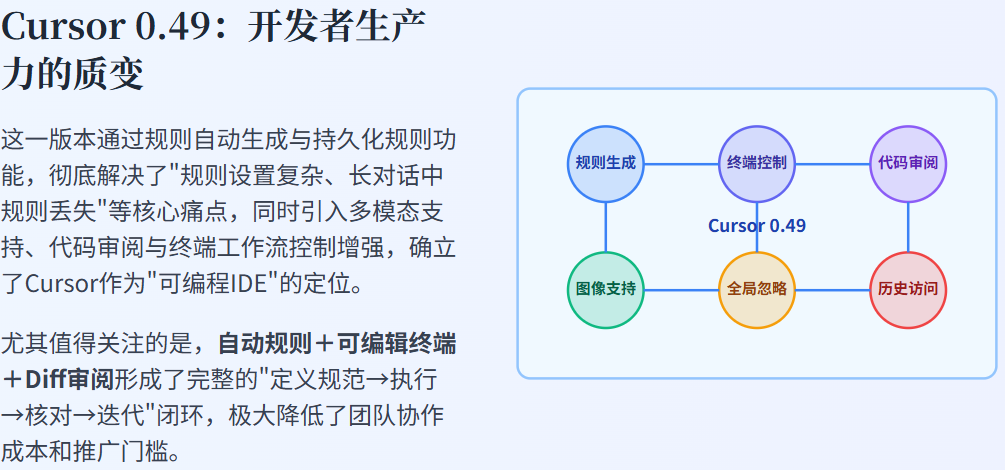 Cursor 0.49：开发者生产
力的质变
这一版本通过规则自动生成与持久化规则功
能，彻底解决了"规则设置复杂、长对话中
规则丢失"等核心痛点，同时引入多模态支
持、代码审阅与终端工作流控制增强，确立
了Cursor作为"可编程IDE"的定位。
尤其值得关注的是，自动规则＋可编辑终端
＋Diff审阅形成了完整的"定义规范→执行
→核对→迭代"闭环，极大降低了团队协作
成本和推广门槛。
规则生成
终端控制
代码审阅
Cursor 0.49
图像支持
全局忽略
历史访问